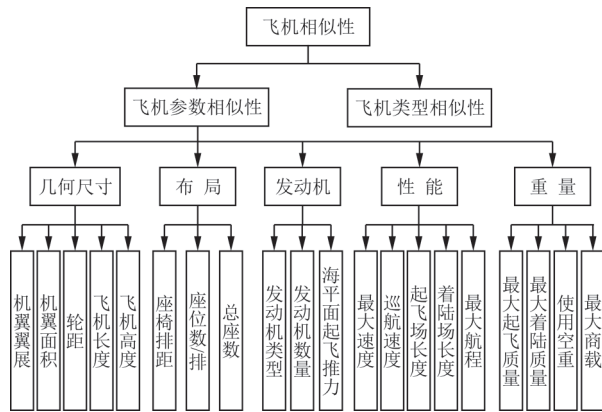 飞机相似性
飞机参数相似性
飞机类型相似性
几何尺寸
布 局
发动机
性 能
重 量
机翼翼展
机翼面积
轮距
飞机长度
飞机高度
座椅排距
座位数/排
总座数
发动机类型
发动机数量
海平面起飞推力
最大速度
巡航速度
起飞场长度
着陆场长度
最大航程
最大起飞质量
最大着陆质量
使用空重
最大商载